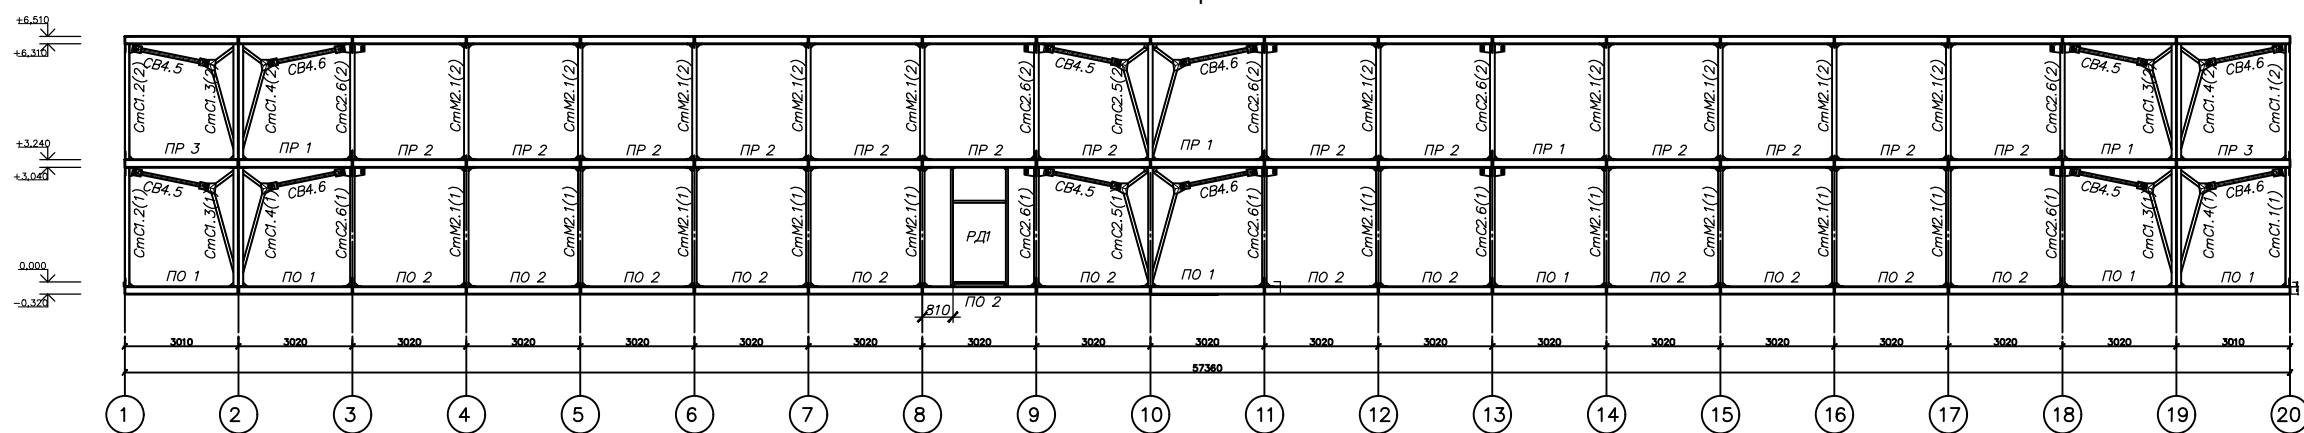 +6,510
+6,310
СВ4.5 СВ4.6 СВ4.5 СВ4.6 СВ4.5 СВ4.6
СтС1.2(2) СтС1.3(2) СтС1.4(2) СтС2.6(2) СтМ2.1(2) СтМ2.1(2) СтМ2.1(2) СтМ2.1(2) СтМ2.1(2) СтС2.6(2) СтС2.5(2) СтС2.6(2) СтМ2.1(2) СтС2.6(2) СтМ2.1(2) СтМ2.1(2) СтМ2.1(2) СтС2.6(2) СтС1.3(2) СтС1.4(2) СтС1.1(2)
+3,240
ПР 3 ПР 1 ПР 2 ПР 2 ПР 2 ПР 2 ПР 2 ПР 2 ПР 2 ПР 1 ПР 2 ПР 2 ПР 1 ПР 2 ПР 2 ПР 2 ПР 2 ПР 1 ПР 3
+3,040
СВ4.5 СВ4.6 СВ4.5 СВ4.6 СВ4.5 СВ4.6
СтС1.2(1) СтС1.3(1) СтС1.4(1) СтС2.6(1) СтМ2.1(1) СтМ2.1(1) СтМ2.1(1) СтМ2.1(1) СтМ2.1(1) СтС2.6(1) СтС2.5(1) СтС2.6(1) СтМ2.1(1) СтС2.6(1) СтМ2.1(1) СтМ2.1(1) СтМ2.1(1) СтС2.6(1) СтС1.3(1) СтС1.4(1) СтС1.1(1)
РД1
0,000
ПО 1 ПО 1 ПО 2 ПО 2 ПО 2 ПО 2 ПО 2 ПО 2 ПО 1 ПО 2 ПО 2 ПО 1 ПО 2 ПО 2 ПО 2 ПО 2 ПО 1 ПО 1
-0,320
ПО 2
810
3010 3020 3020 3020 3020 3020 3020 3020 3020 3020 3020 3020 3020 3020 3020 3020 3020 3020 3010
57360
1 2 3 4 5 6 7 8 9 10 11 12 13 14 15 16 17 18 19 20